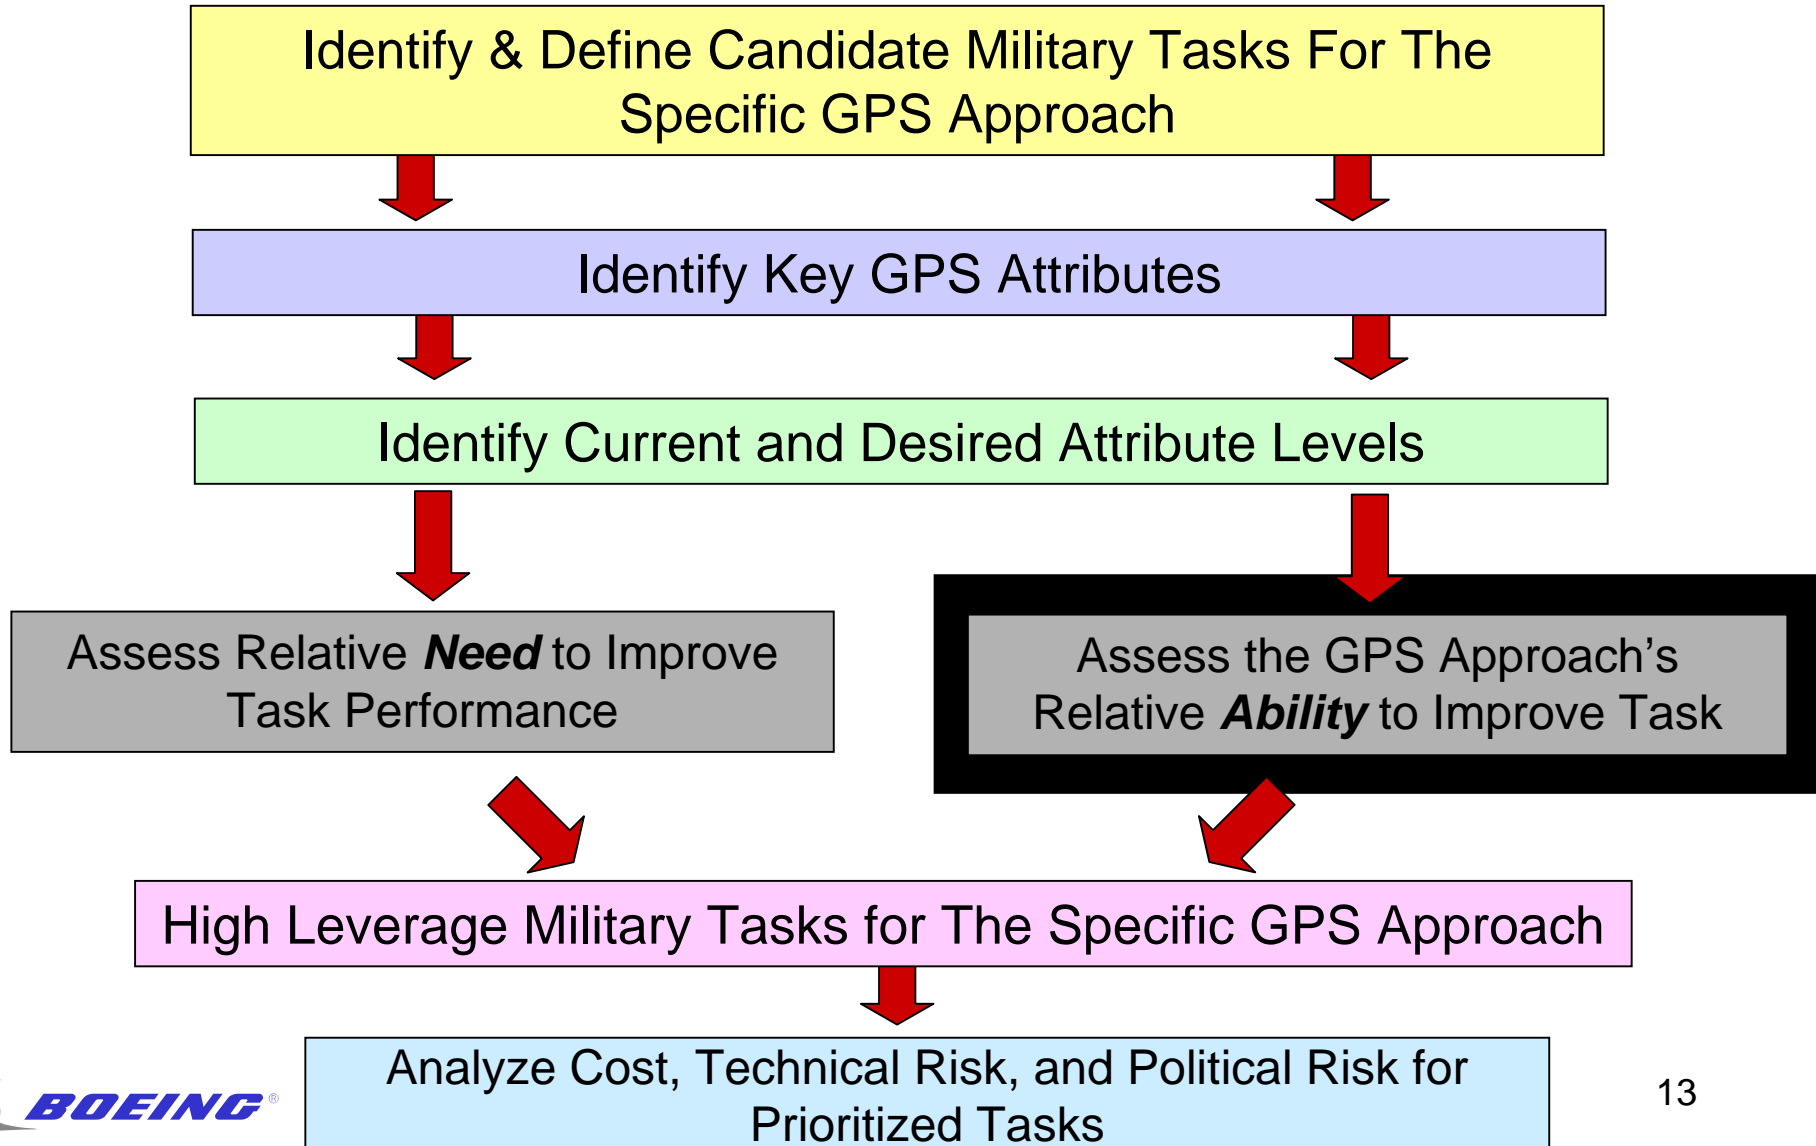 Identify & Define Candidate Military Tasks For The
Specific GPS Approach
Identify Key GPS Attributes
Identify Current and Desired Attribute Levels
Assess Relative Need to Improve
Task Performance
Assess the GPS Approach’s
Relative Ability to Improve Task
High Leverage Military Tasks for The Specific GPS Approach
Analyze Cost, Technical Risk, and Political Risk for
Prioritized Tasks
BOEING®
13